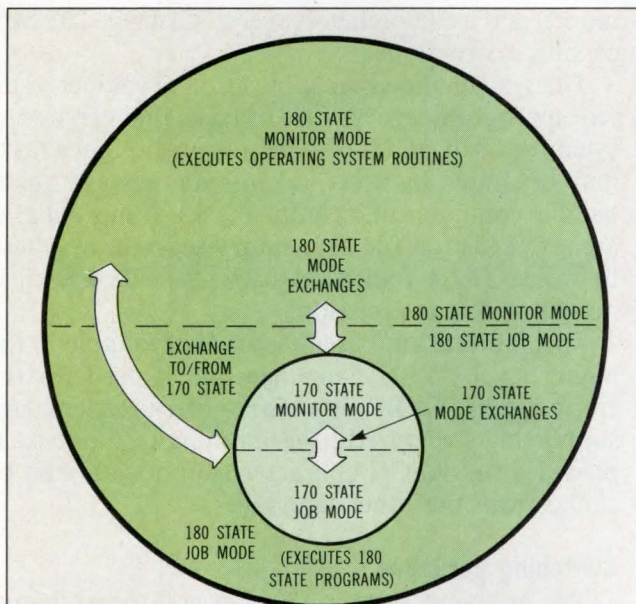 180 STATE
MONITOR MODE
(EXECUTES OPERATING SYSTEM ROUTINES)
180 STATE
MODE
EXCHANGES
180 STATE MONITOR MODE
180 STATE JOB MODE
EXCHANGE
TO/FROM
170 STATE
170 STATE
MONITOR MODE
170 STATE
MODE EXCHANGES
170 STATE
JOB MODE
180 STATE
JOB MODE
(EXECUTES 180
STATE PROGRAMS)